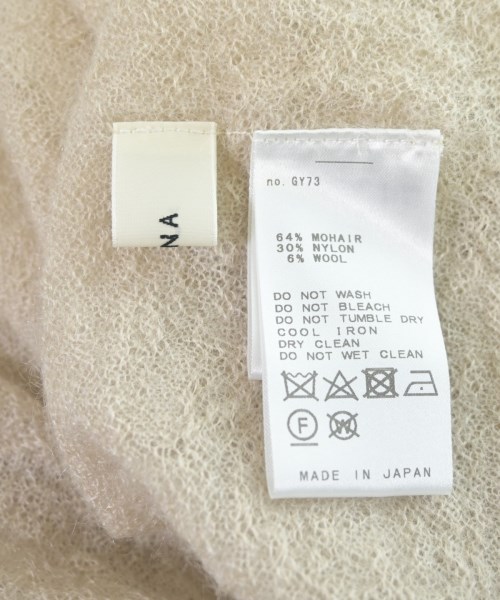 NA
no. GY73
64% MOHAIR
30% NYLON
6% WOOL
DO NOT WASH
DO NOT BLEACH
DO NOT TUMBLE DRY
COOL IRON
DRY CLEAN
DO NOT WET CLEAN
F W
MADE IN JAPAN